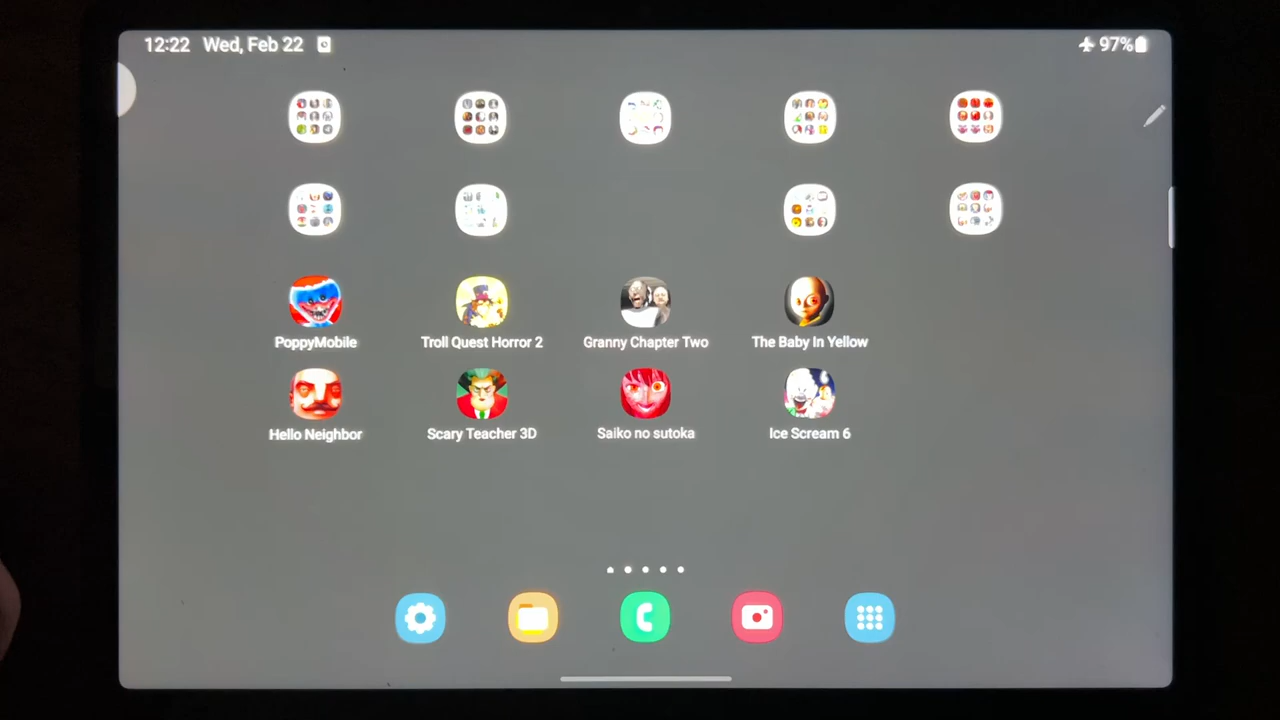 12:22 Wed, Feb 22 97%
PoppyMobile Troll Quest Horror 2 Granny Chapter Two The Baby In Yellow
Hello Neighbor Scary Teacher 3D Saiko no sutoka Ice Scream 6